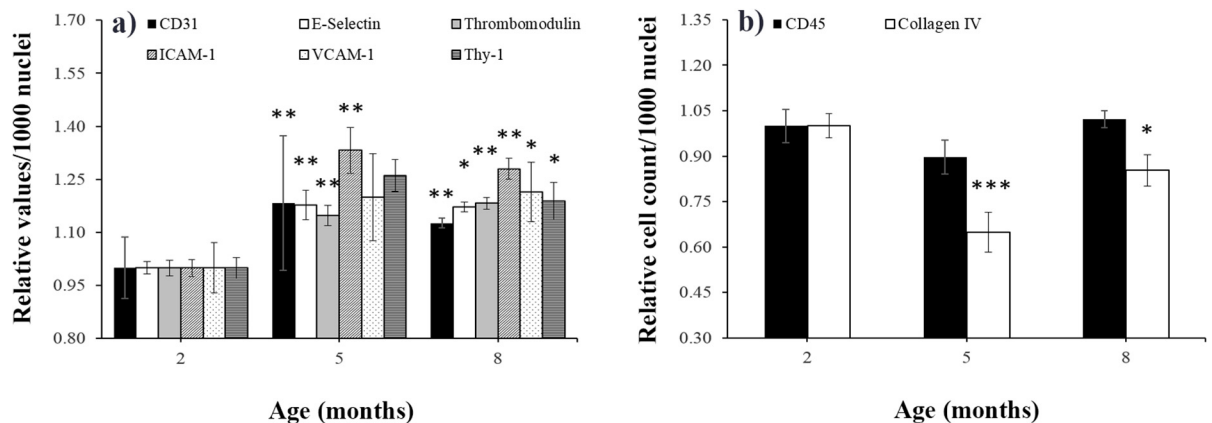 a)
CD31 E-Selectin Thrombomodulin
ICAM-1 VCAM-1 Thy-1
Relative values/1000 nuclei
1.70
1.55
1.40
1.25
1.10
0.95
0.80
** ** ** **
** * ** ** * *
2 5 8
Age (months)
b)
CD45 Collagen IV
Relative cell count/1000 nuclei
1.35
1.20
1.05
0.90
0.75
0.60
0.45
0.30
***
*
2 5 8
Age (months)